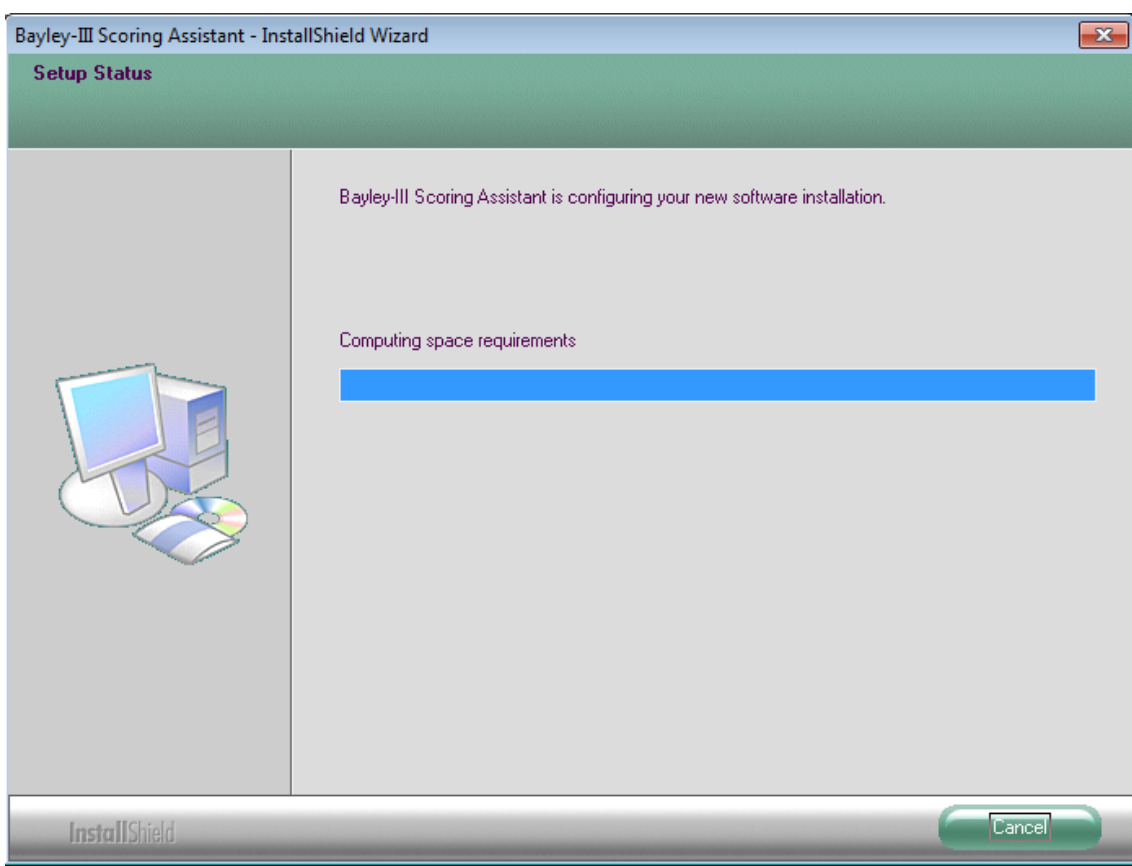 Bayley-III Scoring Assistant - InstallShield Wizard
Setup Status
Bayley-III Scoring Assistant is configuring your new software installation.
Computing space requirements
InstallShield
Cancel